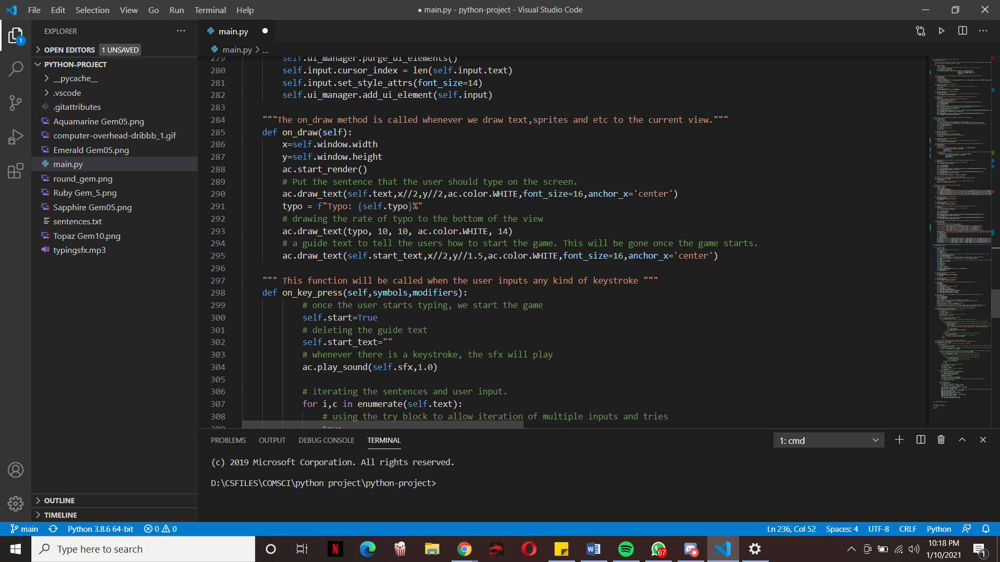 File Edit Selection View Go Run Terminal Help
● main.py - python-project - Visual Studio Code
EXPLORER
OPEN EDITORS 1 UNSAVED
PYTHON-PROJECT
__pycache__
.vscode
.gitattributes
Aquamarine Gem05.png
computer-overhead-dribbb_1.gif
Emerald Gem05.png
main.py
round_gem.png
Ruby Gem_5.png
Sapphire Gem05.png
sentences.txt
Topaz Gem10.png
typingsfx.mp3
OUTLINE
TIMELINE
1
main.py
main.py > ...
279 self.ui_manager.purge_ui_elements()
280 self.input.cursor_index = len(self.input.text)
281 self.input.set_style_attrs(font_size=14)
282 self.ui_manager.add_ui_element(self.input)
283
284 """The on_draw method is called whenever we draw text,sprites and etc to the current view."""
285 def on_draw(self):
286 x=self.window.width
287 y=self.window.height
288 ac.start_render()
289 # Put the sentence that the user should type on the screen.
290 ac.draw_text(self.text,x//2,y//2,ac.color.WHITE,font_size=16,anchor_x='center')
291 typo = f"Typo: {self.typo}%"
292 # drawing the rate of typo to the bottom of the view
293 ac.draw_text(typo, 10, 10, ac.color.WHITE, 14)
294 # a guide text to tell the users how to start the game. This will be gone once the game starts.
295 ac.draw_text(self.start_text,x//2,y//1.5,ac.color.WHITE,font_size=16,anchor_x='center')
296
297 """ This function will be called when the user inputs any kind of keystroke """
298 def on_key_press(self,symbols,modifiers):
299 # once the user starts typing, we start the game
300 self.start=True
301 # deleting the guide text
302 self.start_text=""
303 # whenever there is a keystroke, the sfx will play
304 ac.play_sound(self.sfx,1.0)
305
306 # iterating the sentences and user input.
307 for i,c in enumerate(self.text):
308 # using the try block to allow iteration of multiple inputs and tries
309 try:
PROBLEMS OUTPUT DEBUG CONSOLE TERMINAL
1: cmd
(c) 2019 Microsoft Corporation. All rights reserved.
D:\CSFILES\COMSCI\python project\python-project>
main Python 3.8.6 64-bit 0 0
Ln 236, Col 52 Spaces: 4 UTF-8 CRLF Python
Type here to search
N
W
67
10:18 PM
1/10/2021
1